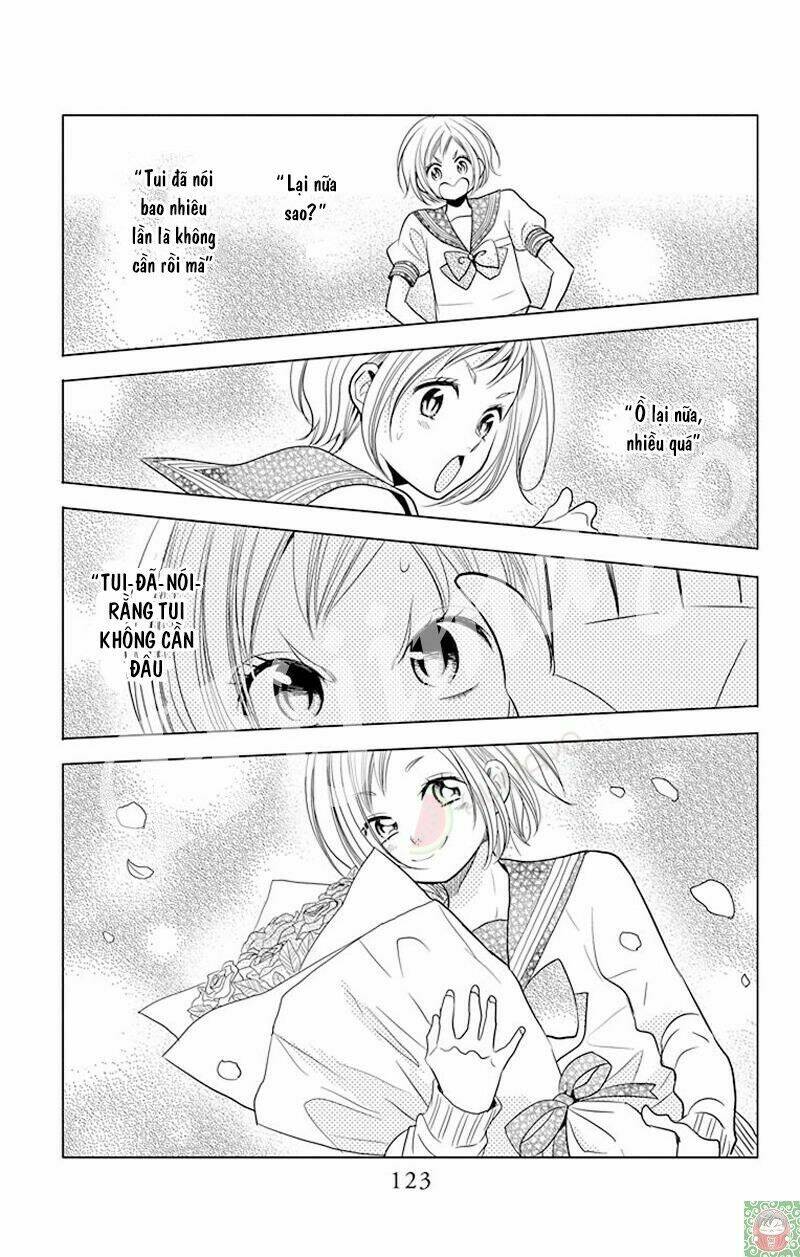 "Lại nữa
sao?"
"Tui đã nói
bao nhiêu
lần là không
cần rồi mà"
"Ồ lại nữa,
nhiều quá"
"TUI-ĐÃ-NÓI-
RẰNG TUI
KHÔNG CẦN
ĐÂU
123